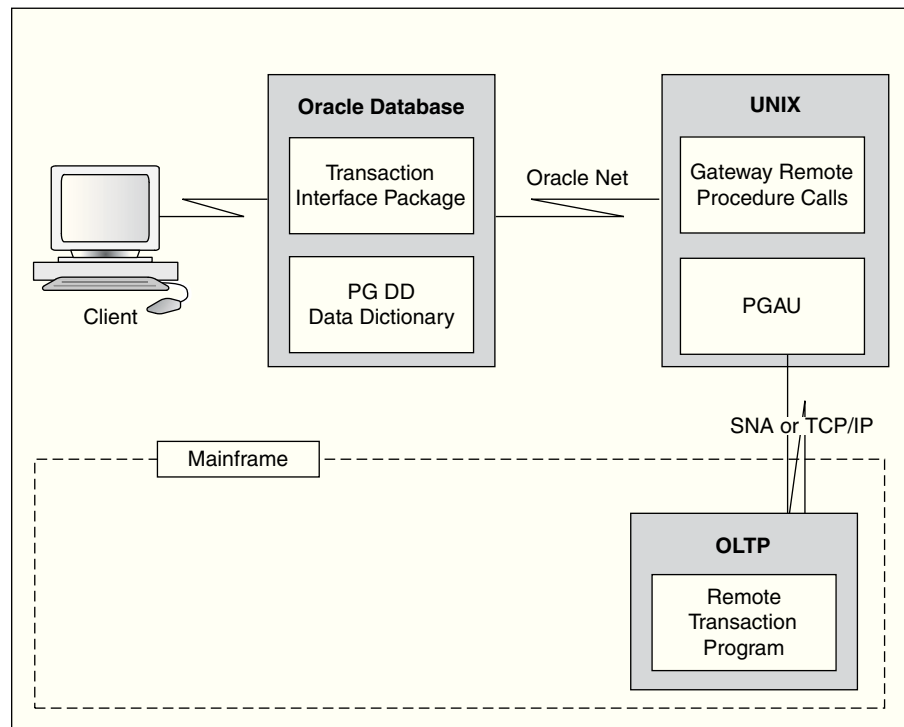 Oracle Database
Transaction
Interface Package
PG DD
Data Dictionary
Client
Oracle Net
UNIX
Gateway Remote
Procedure Calls
PGAU
SNA or TCP/IP
Mainframe
OLTP
Remote
Transaction
Program